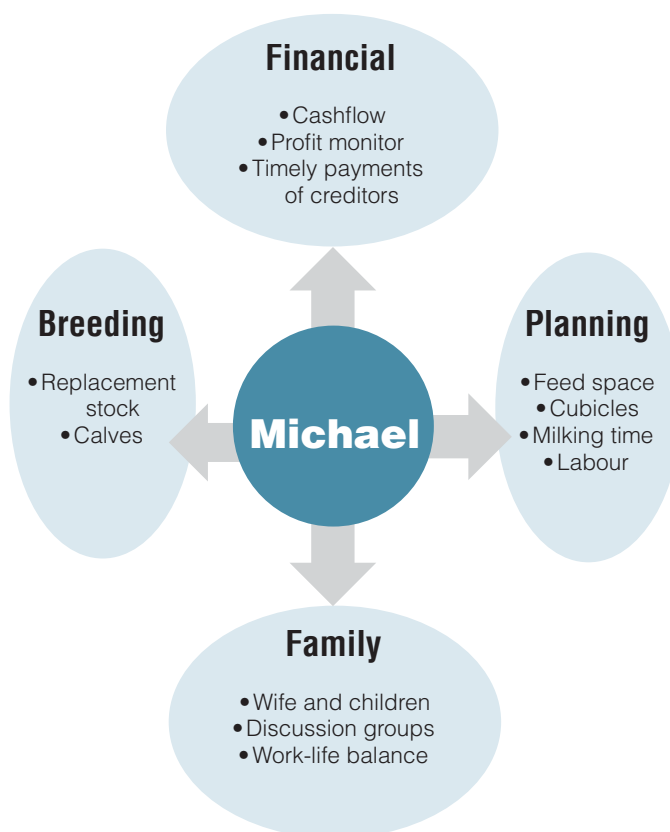 Financial
•Cashflow
•Profit monitor
•Timely payments
of creditors
Breeding
•Replacement
stock
•Calves
Michael
Planning
•Feed space
•Cubicles
•Milking time
•Labour
Family
•Wife and children
•Discussion groups
•Work-life balance